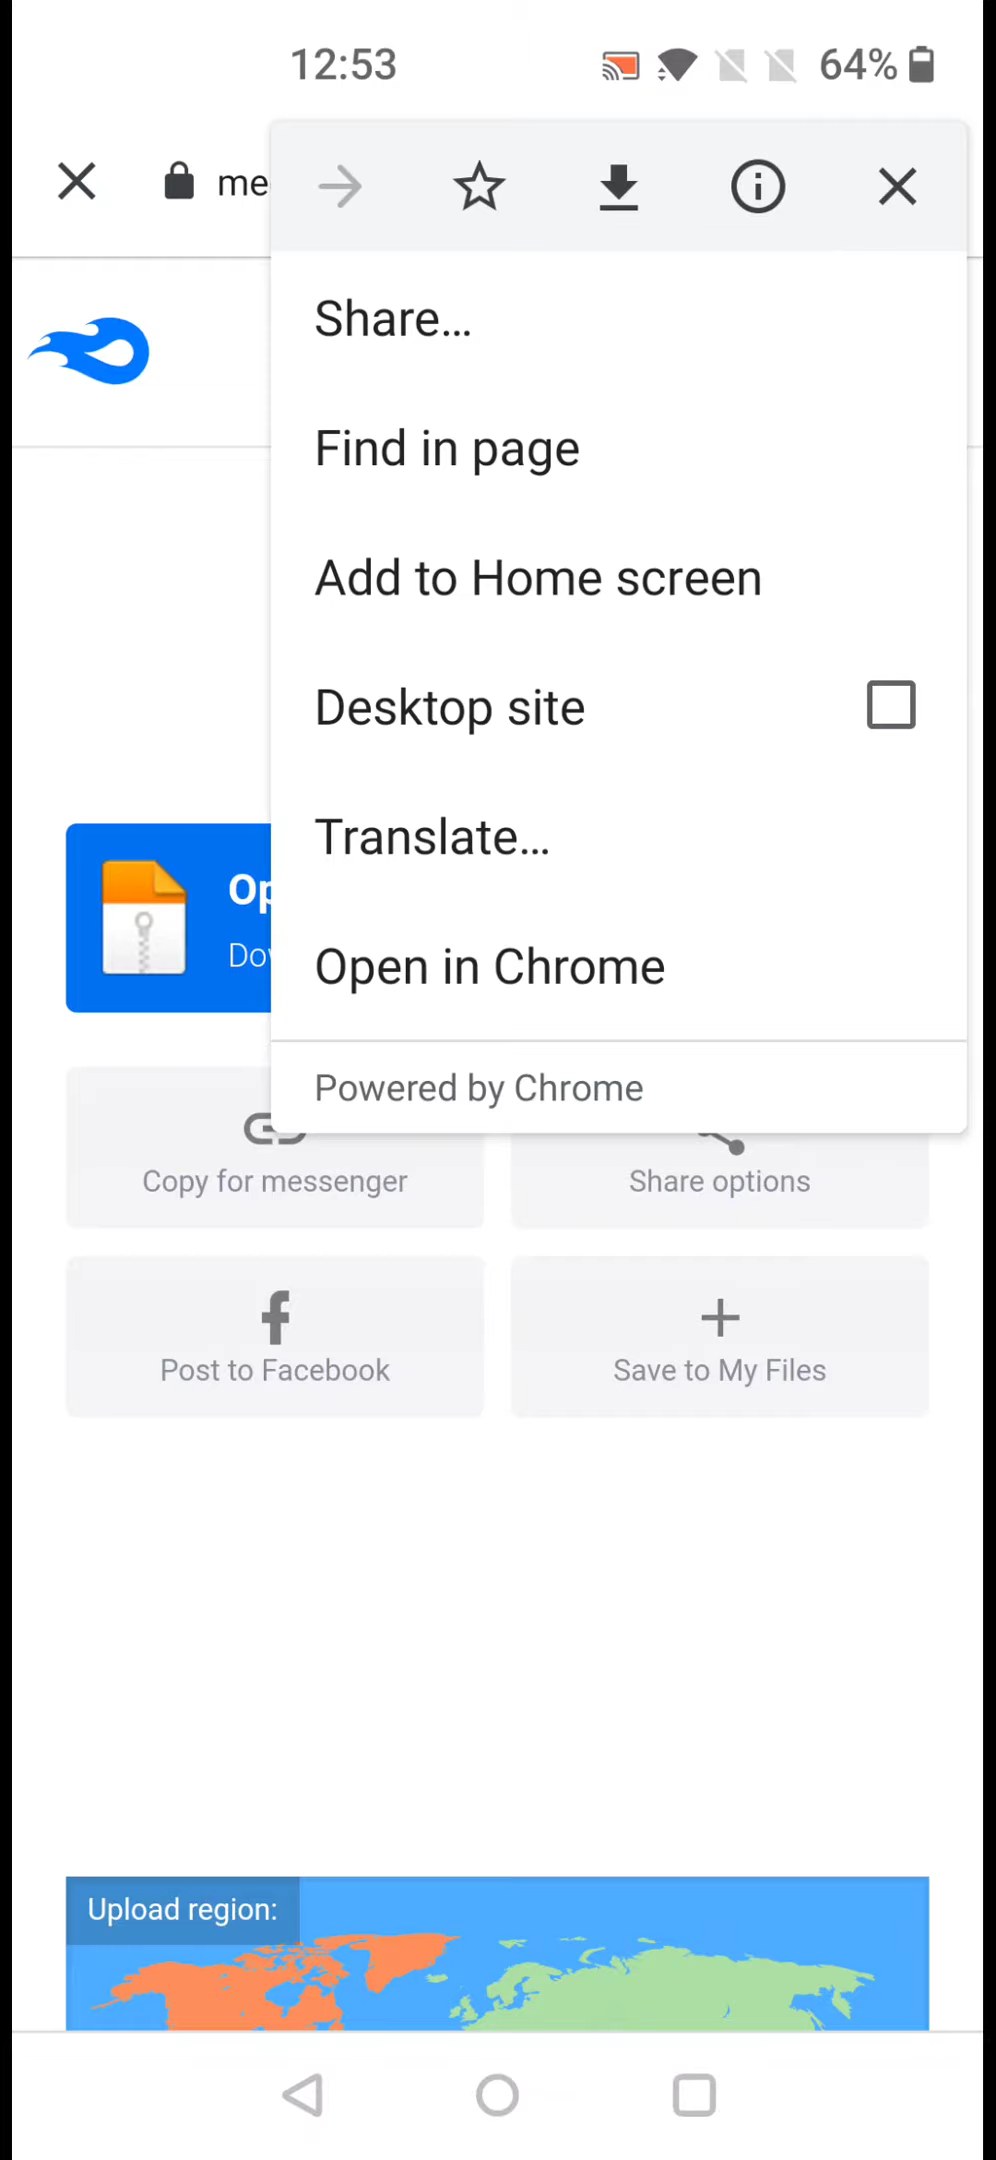 12:53
64%
me
Share...
Find in page
Add to Home screen
Desktop site
Translate...
Open in Chrome
Powered by Chrome
Op
Do
Copy for messenger
Share options
Post to Facebook
Save to My Files
Upload region: